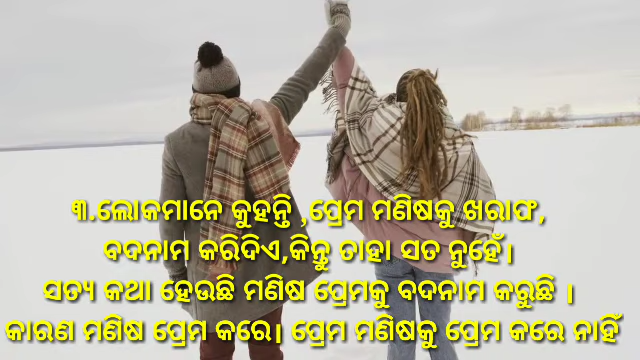 ୩.ଲୋକମାନେ କୁହନ୍ତି ,ପ୍ରେମ ମଣିଷକୁ ଖରାଫ,
ବଦନାମ କରିଦିଏ,କିନ୍ତୁ ତାହା ସତ ନୁହେଁ।
ସତ୍ୟ କଥା ହେଉଛି ମଣିଷ ପ୍ରେମକୁ ବଦନାମ କରୁଛି ।
କାରଣ ମଣିଷ ପ୍ରେମ କରେ। ପ୍ରେମ ମଣିଷକୁ ପ୍ରେମ କରେ ନାହିଁ